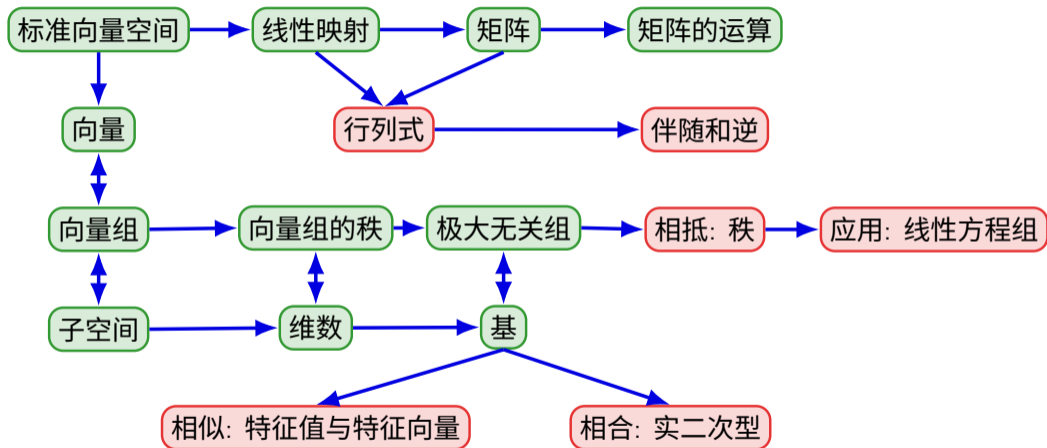 标准向量空间
线性映射
矩阵
矩阵的运算
向量
行列式
伴随和逆
向量组
向量组的秩
极大无关组
相抵: 秩
应用: 线性方程组
子空间
维数
基
相似: 特征值与特征向量
相合: 实二次型